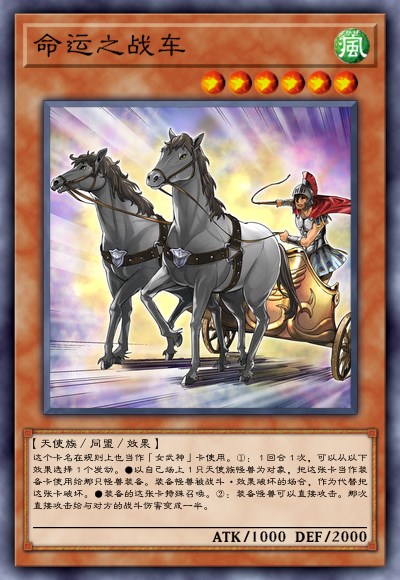 命运之战车
風
【天使族／同盟／效果】
这个卡名在规则上也当作「女武神」卡使用。①：1回合1次，可以从以下
效果选择1个发动。●以自己场上1只天使族怪兽为对象，把这张卡当作装
备卡使用给那只怪兽装备。装备怪兽被战斗・效果破坏的场合，作为代替把
这张卡破坏。●装备的这张卡特殊召唤。②：装备怪兽可以直接攻击。那次
直接攻击给与对方的战斗伤害变成一半。
ATK/1000 DEF/2000